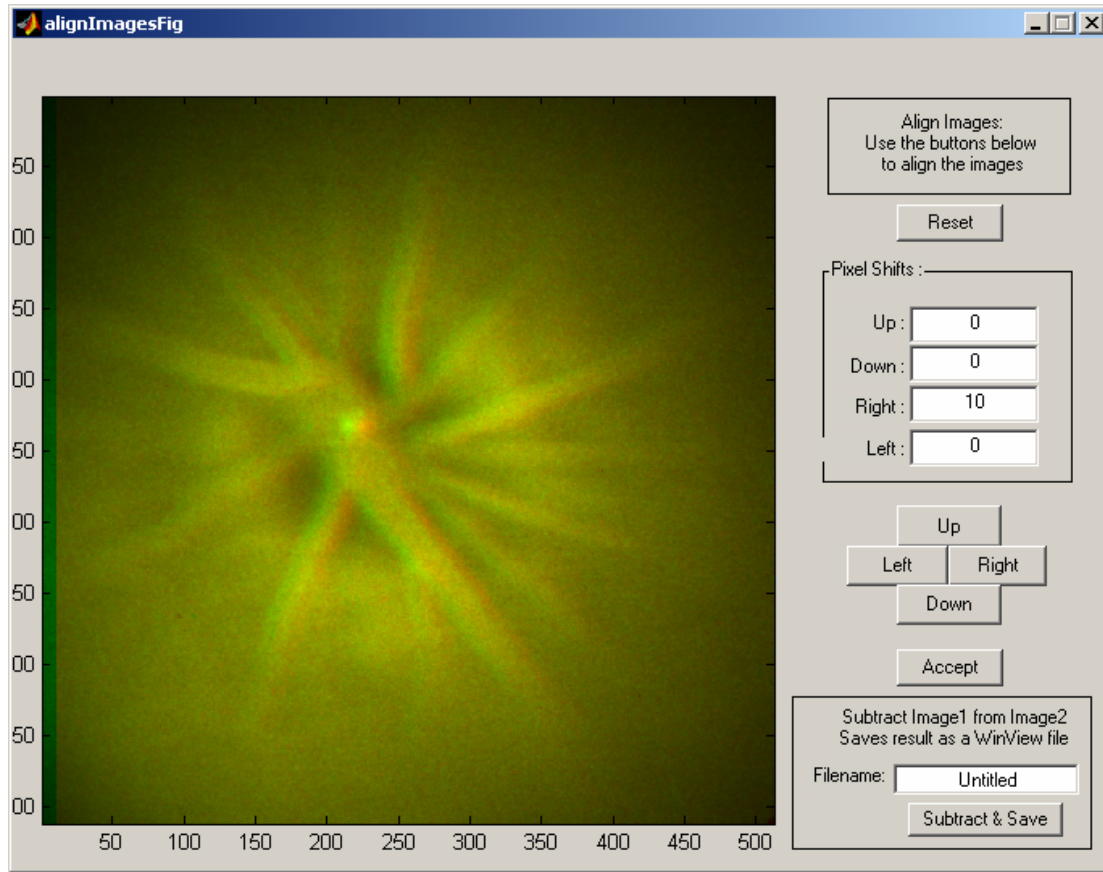 alignImagesFig
Align Images:
Use the buttons below
to align the images
Reset
Pixel Shifts :
Up : 0
Down : 0
Right : 10
Left : 0
Up
Left Right
Down
Accept
Subtract Image1 from Image2
Saves result as a WinView file
Filename: Untitled
Subtract & Save
50
00
50
00
50
00
50
00
50
00
50 100 150 200 250 300 350 400 450 500